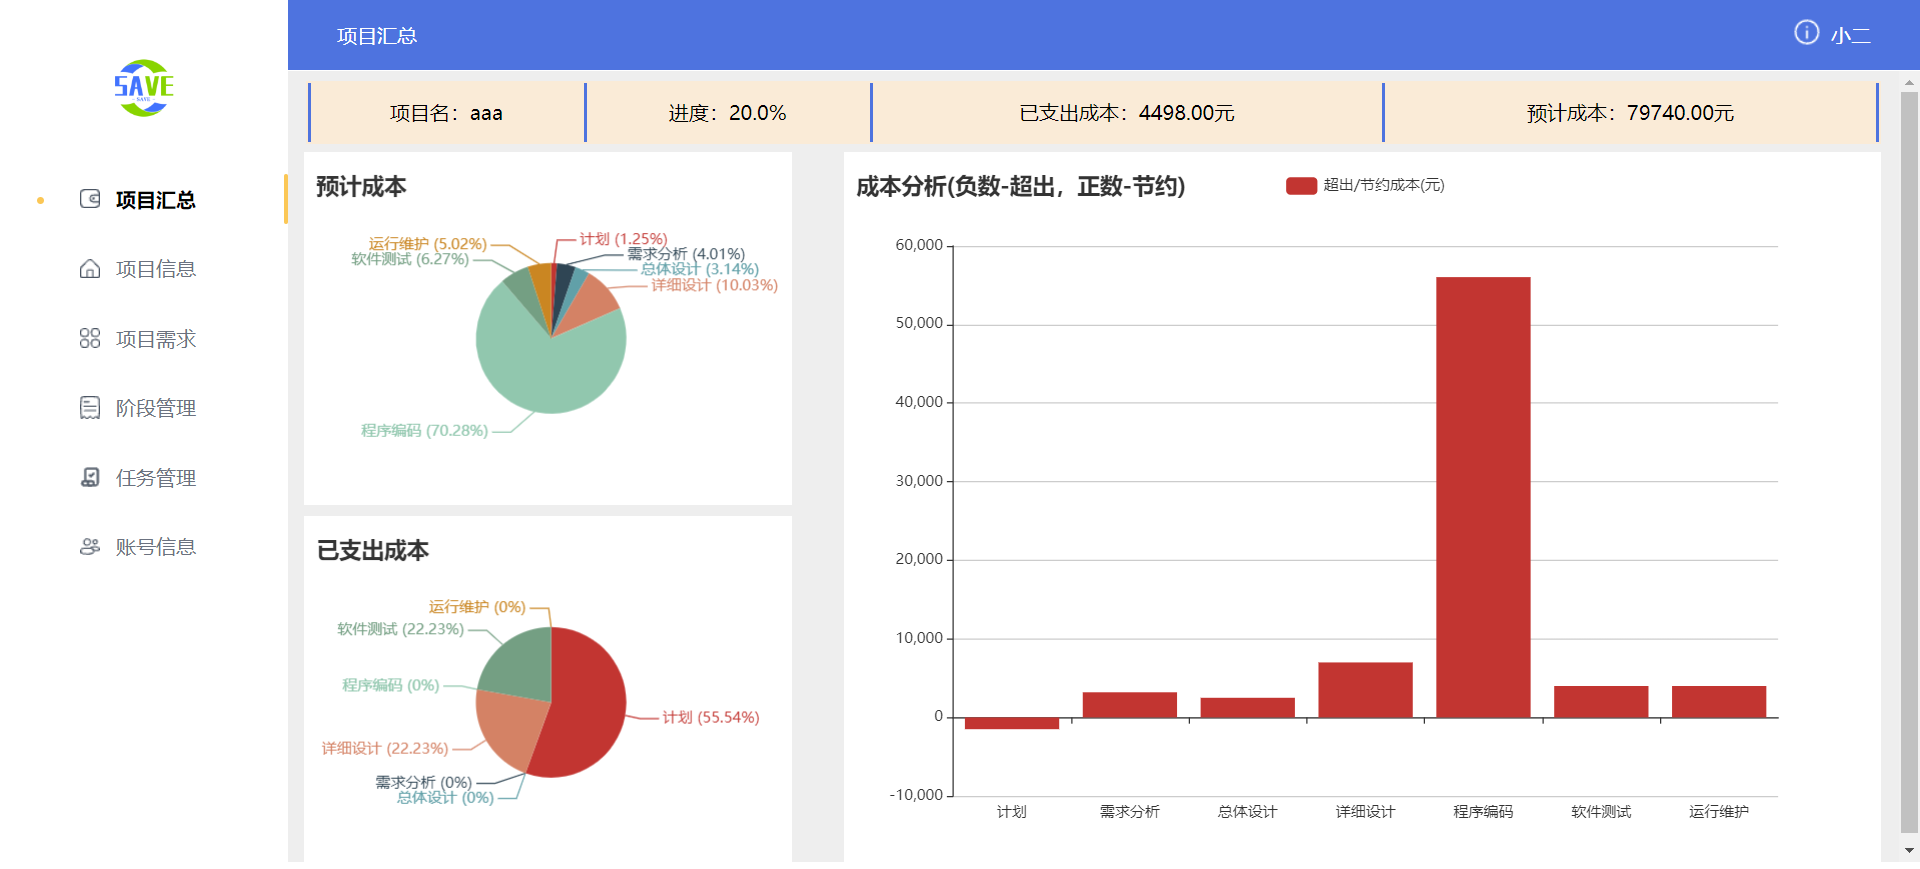 SAVE
- SAVE -
项目汇总
项目信息
项目需求
阶段管理
任务管理
账号信息
项目汇总
小二
项目名：aaa
进度：20.0%
已支出成本：4498.00元
预计成本：79740.00元
预计成本
运行维护 (5.02%)
软件测试 (6.27%)
计划 (1.25%)
需求分析 (4.01%)
总体设计 (3.14%)
详细设计 (10.03%)
程序编码 (70.28%)
已支出成本
运行维护 (0%)
软件测试 (22.23%)
程序编码 (0%)
计划 (55.54%)
详细设计 (22.23%)
需求分析 (0%)
总体设计 (0%)
成本分析(负数-超出，正数-节约)
超出/节约成本(元)
60,000
50,000
40,000
30,000
20,000
10,000
0
-10,000
计划
需求分析
总体设计
详细设计
程序编码
软件测试
运行维护